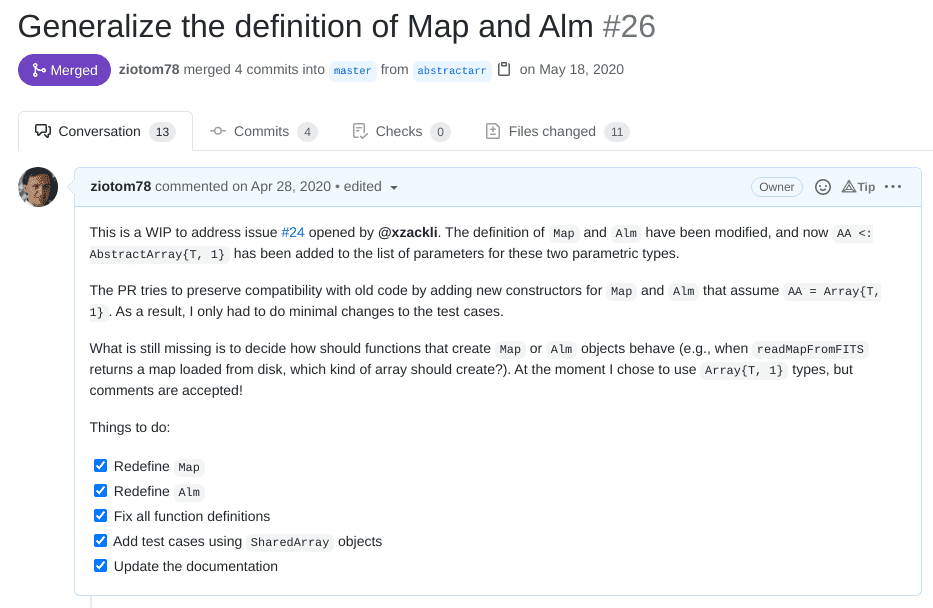 Generalize the definition of Map and Alm #26
Merged ziotom78 merged 4 commits into master from abstractarr on May 18, 2020
Conversation 13 Commits 4 Checks 0 Files changed 11
ziotom78 commented on Apr 28, 2020 • edited Owner Tip
This is a WIP to address issue #24 opened by @xzackli. The definition of Map and Alm have been modified, and now AA <:
AbstractArray{T, 1} has been added to the list of parameters for these two parametric types.
The PR tries to preserve compatibility with old code by adding new constructors for Map and Alm that assume AA = Array{T,
1}. As a result, I only had to do minimal changes to the test cases.
What is still missing is to decide how should functions that create Map or Alm objects behave (e.g., when readMapFromFITS
returns a map loaded from disk, which kind of array should create?). At the moment I chose to use Array{T, 1} types, but
comments are accepted!
Things to do:
Redefine Map
Redefine Alm
Fix all function definitions
Add test cases using SharedArray objects
Update the documentation